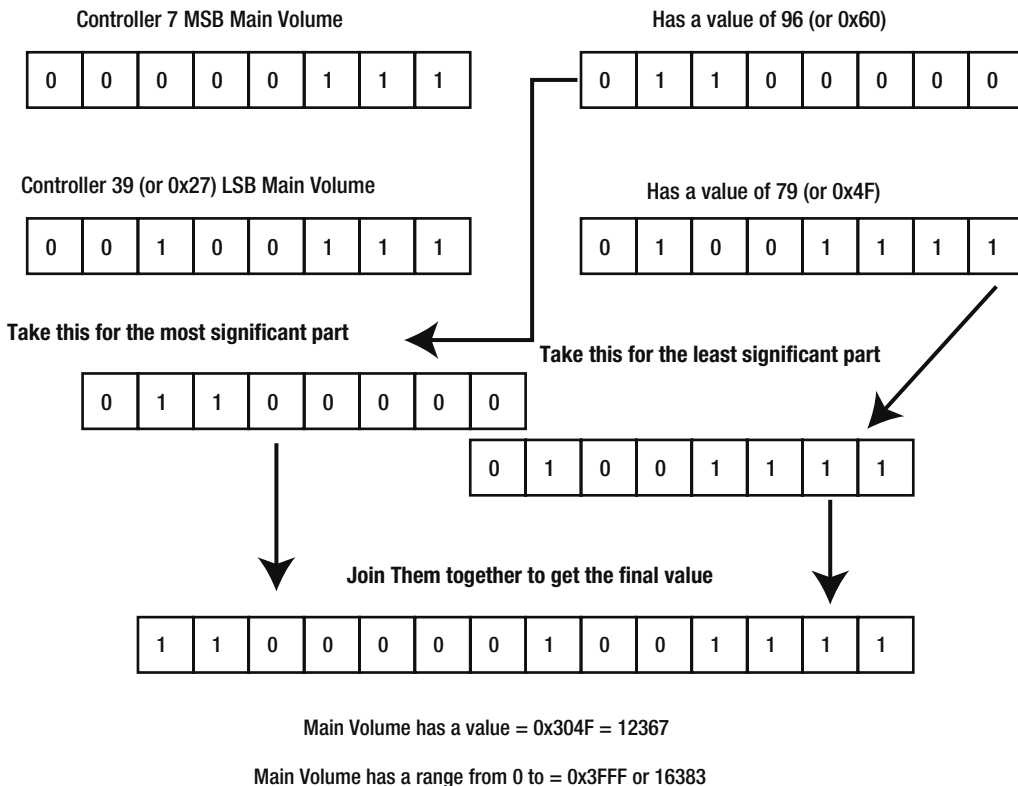 Controller 7 MSB Main Volume
Has a value of 96 (or 0x60)
0 0 0 0 0 1 1 1
0 1 1 0 0 0 0 0
Controller 39 (or 0x27) LSB Main Volume
Has a value of 79 (or 0x4F)
0 0 1 0 0 1 1 1
0 1 0 0 1 1 1 1
Take this for the most significant part
Take this for the least significant part
0 1 1 0 0 0 0 0
0 1 0 0 1 1 1 1
Join Them together to get the final value
1 1 0 0 0 0 0 1 0 0 1 1 1 1
Main Volume has a value = 0x304F = 12367
Main Volume has a range from 0 to = 0x3FFF or 16383